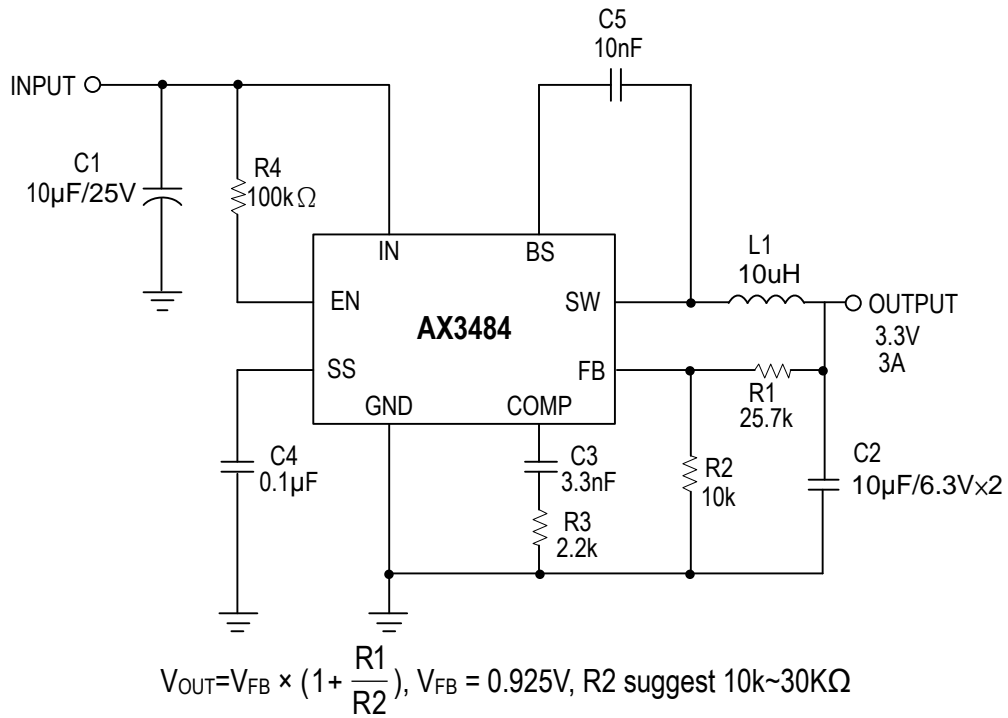 C5
10nF
INPUT
C1
10µF/25V
R4
100kΩ
IN
BS
L1
10uH
EN
SW
OUTPUT
3.3V
3A
AX3484
SS
FB
GND
COMP
R1
25.7k
C4
0.1µF
C3
3.3nF
R2
10k
C2
10µF/6.3V×2
R3
2.2k
VOUT=VFB × (1+ R1/R2), VFB = 0.925V, R2 suggest 10k~30KΩ